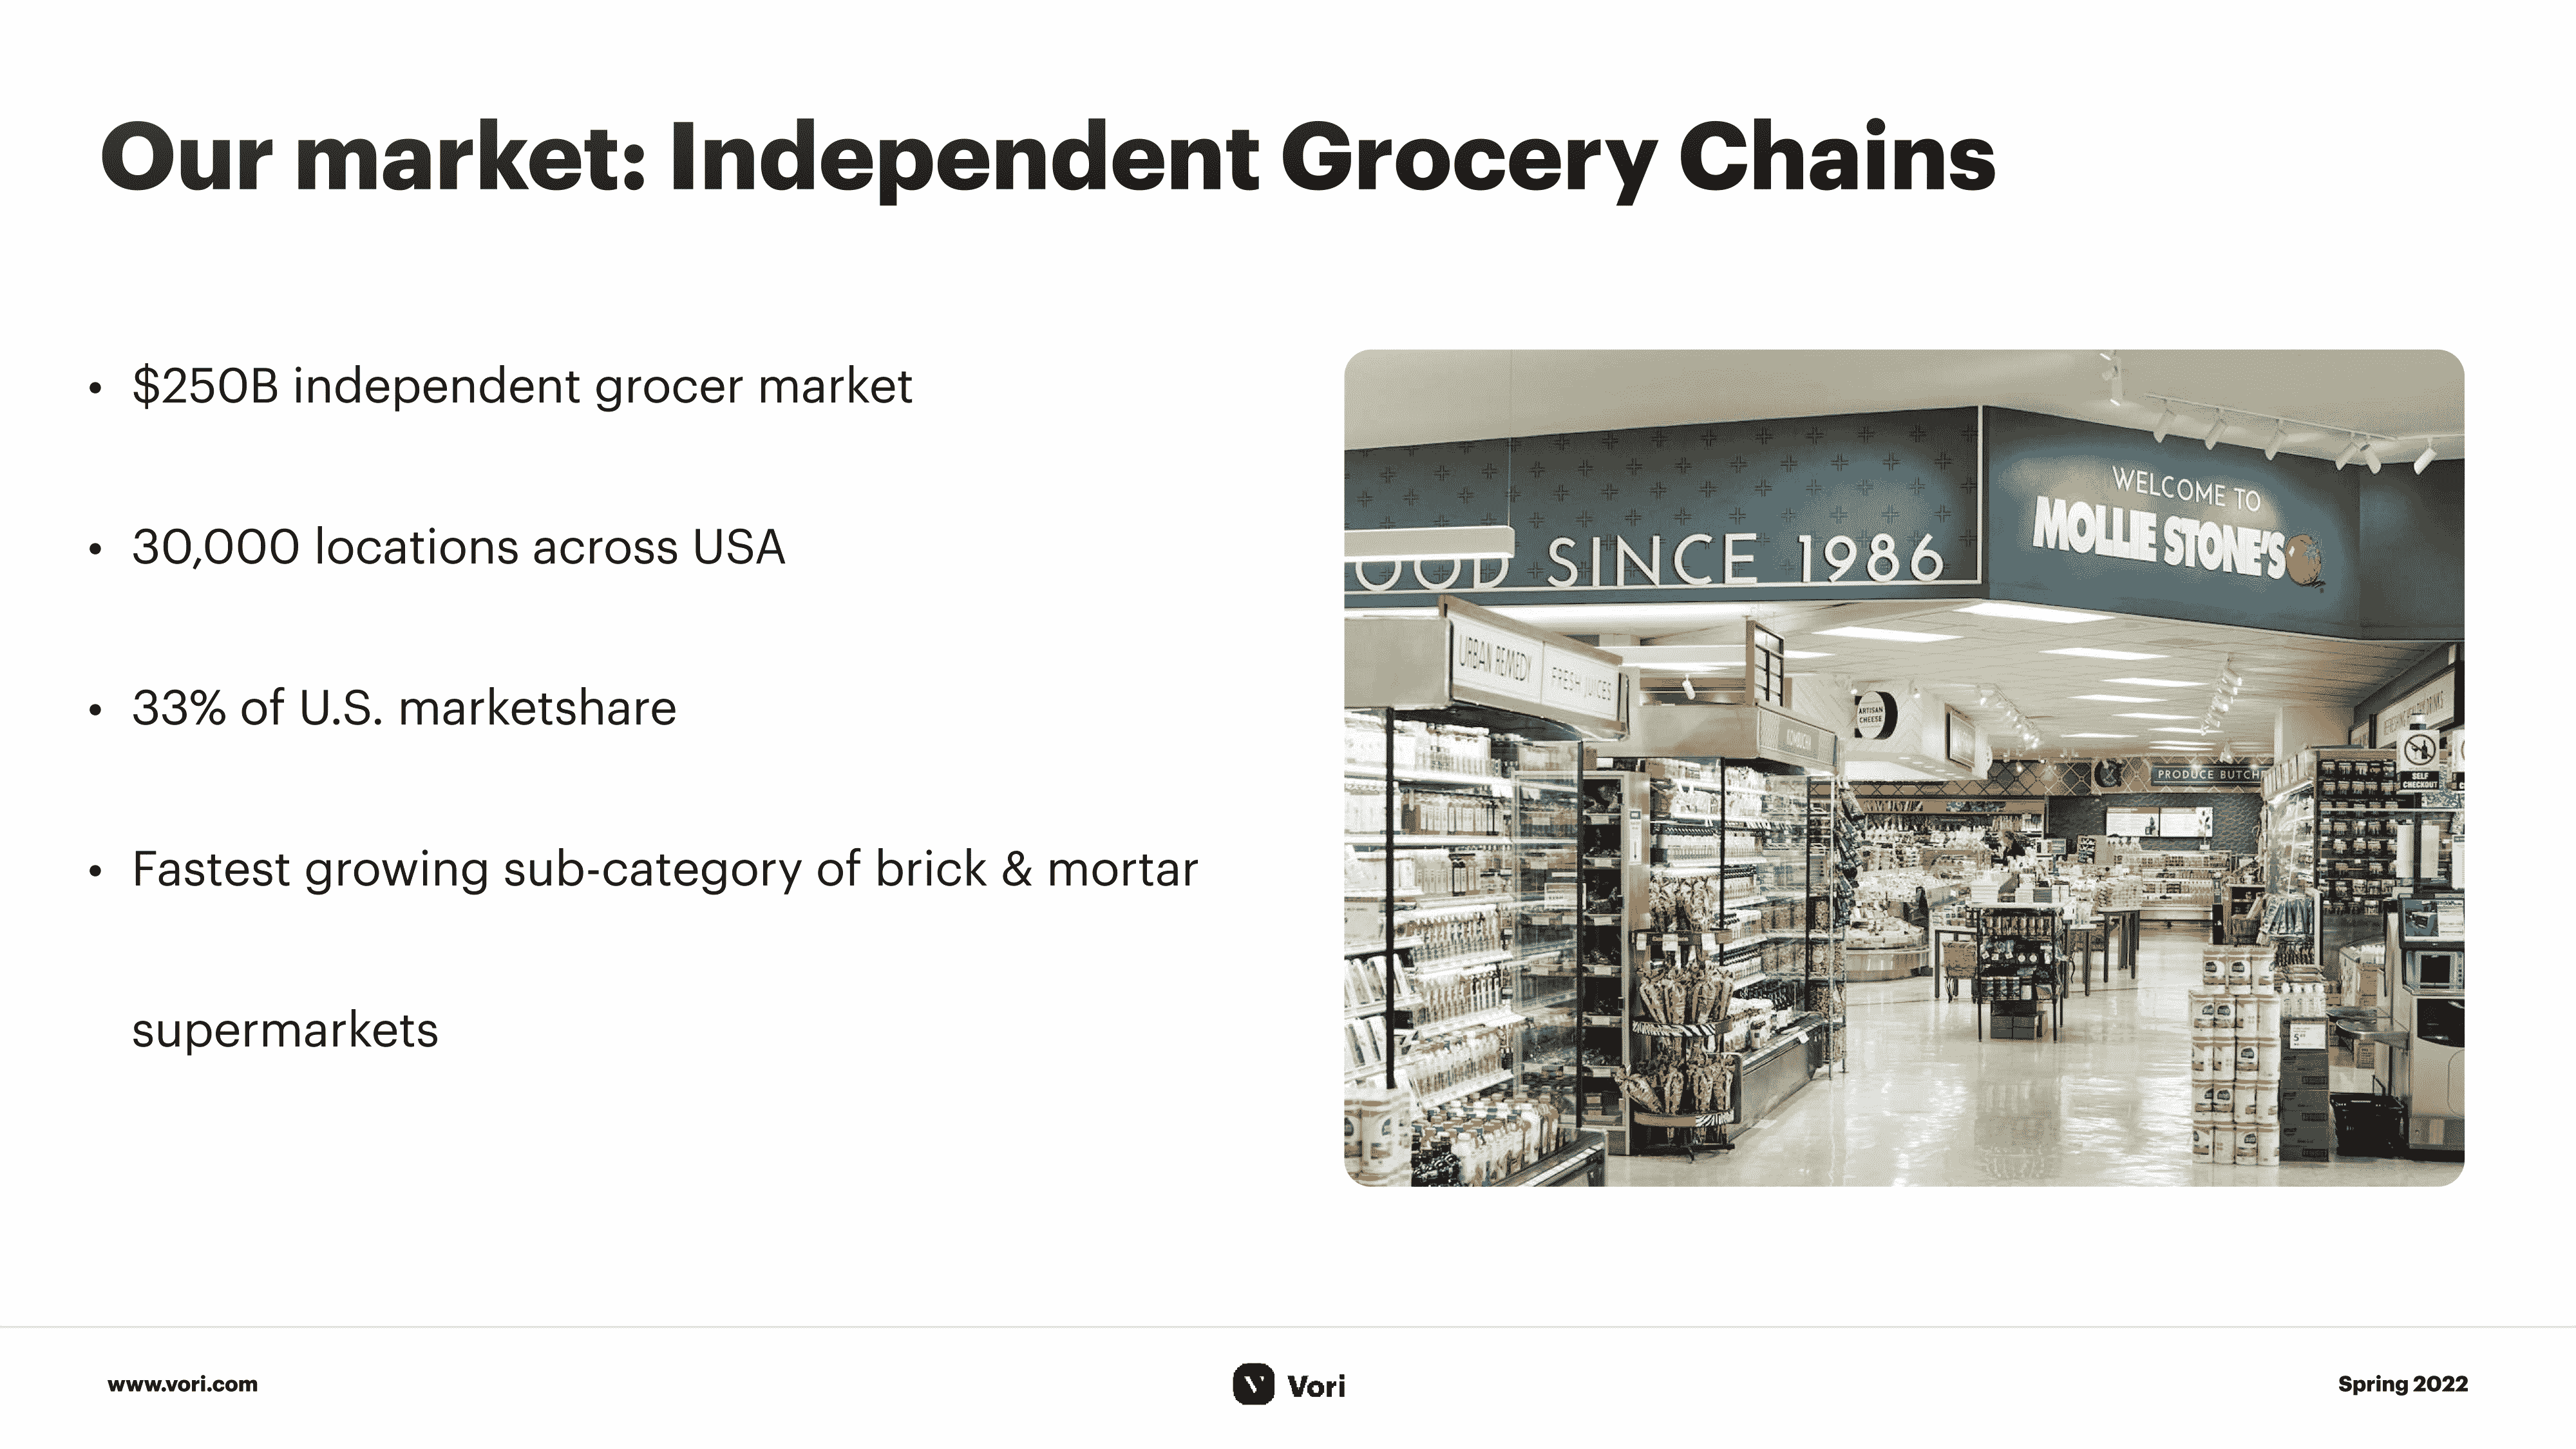 Our market: Independent Grocery Chains
• $250B independent grocer market
• 30,000 locations across USA
• 33% of U.S. marketshare
• Fastest growing sub-category of brick & mortar
supermarkets
OOD SINCE 1986
WELCOME TO
MOLLIE STONE'S
URBAN REMEDY
FRESH JUICES
ARTISAN
CHEESE
KOMBUCHA
PRODUCE BUTCH
SELF
CHECKOUT
www.vori.com
Vori
Spring 2022